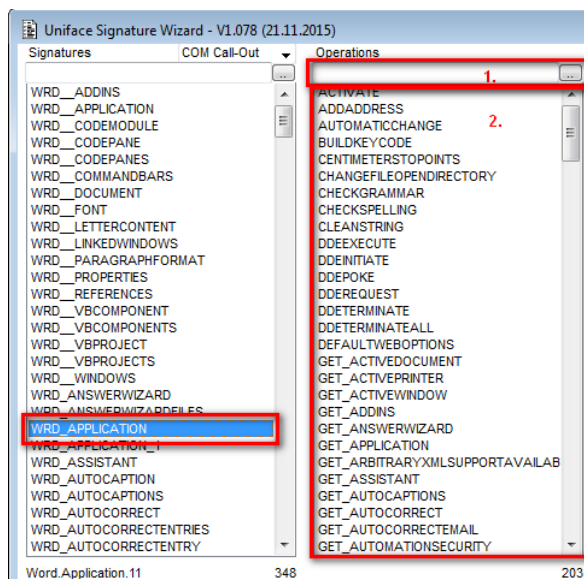 Uniface Signature Wizard - V1.078 (21.11.2015)
Signatures COM Call-Out
WRD__ADDINS
WRD__APPLICATION
WRD__CODEMODULE
WRD__CODEPANE
WRD__CODEPANES
WRD__COMMANDBARS
WRD__DOCUMENT
WRD__FONT
WRD__LETTERCONTENT
WRD__LINKEDWINDOWS
WRD__PARAGRAPHFORMAT
WRD__PROPERTIES
WRD__REFERENCES
WRD__VBCOMPONENT
WRD__VBCOMPONENTS
WRD__VBPROJECT
WRD__VBPROJECTS
WRD__WINDOWS
WRD_ANSWERWIZARD
WRD_ANSWERWIZARDFILES
WRD_APPLICATION
WRD_APPLICATION_1
WRD_ASSISTANT
WRD_AUTOCAPTION
WRD_AUTOCAPTIONS
WRD_AUTOCORRECT
WRD_AUTOCORRECTENTRIES
WRD_AUTOCORRECTENTRY
Word.Application.11 348
Operations
1.
2.
ACTIVATE
ADDADDRESS
AUTOMATICCHANGE
BUILDKEYCODE
CENTIMETERSTOPOINTS
CHANGEFILEOPENDIRECTORY
CHECKGRAMMAR
CHECKSPELLING
CLEANSTRING
DDEEXECUTE
DDEINITIATE
DDEPOKE
DDEREQUEST
DDETERMINATE
DDETERMINATEALL
DEFAULTWEBOPTIONS
GET_ACTIVEDOCUMENT
GET_ACTIVEPRINTER
GET_ACTIVEWINDOW
GET_ADDINS
GET_ANSWERWIZARD
GET_APPLICATION
GET_ARBITRARYXMLSUPPORTAVAILAB
GET_ASSISTANT
GET_AUTOCAPTIONS
GET_AUTOCORRECT
GET_AUTOCORRECTEMAIL
GET_AUTOMATIONSECURITY
203